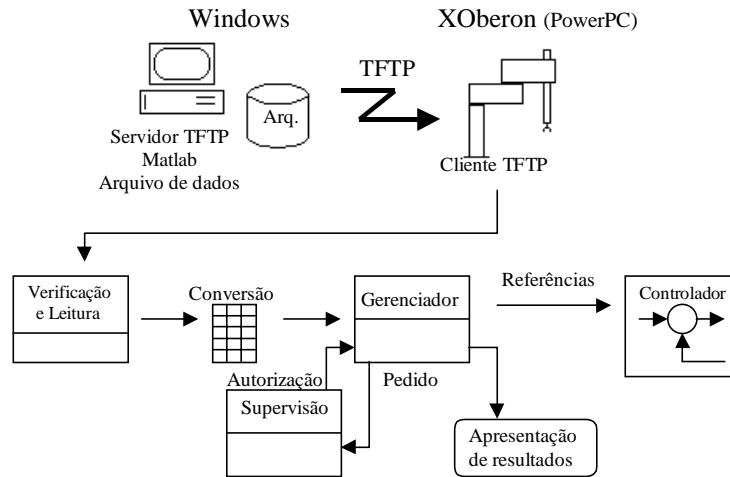 Windows
XOberon (PowerPC)
TFTP
Arq.
Servidor TFTP
Matlab
Arquivo de dados
Cliente TFTP
Verificação
e Leitura
Conversão
Gerenciador
Referências
Controlador
Autorização
Pedido
Supervisão
Apresentação
de resultados